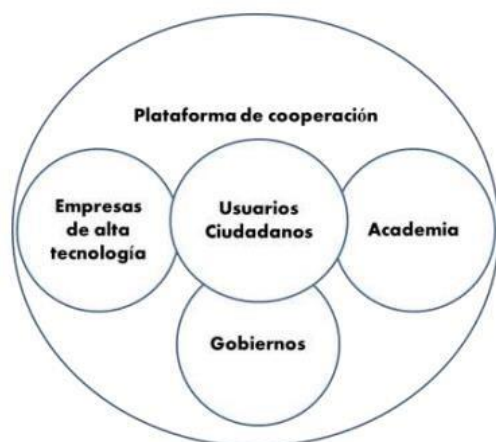 Plataforma de cooperación
Empresas
de alta
tecnología
Usuarios
Ciudadanos
Academia
Gobiernos